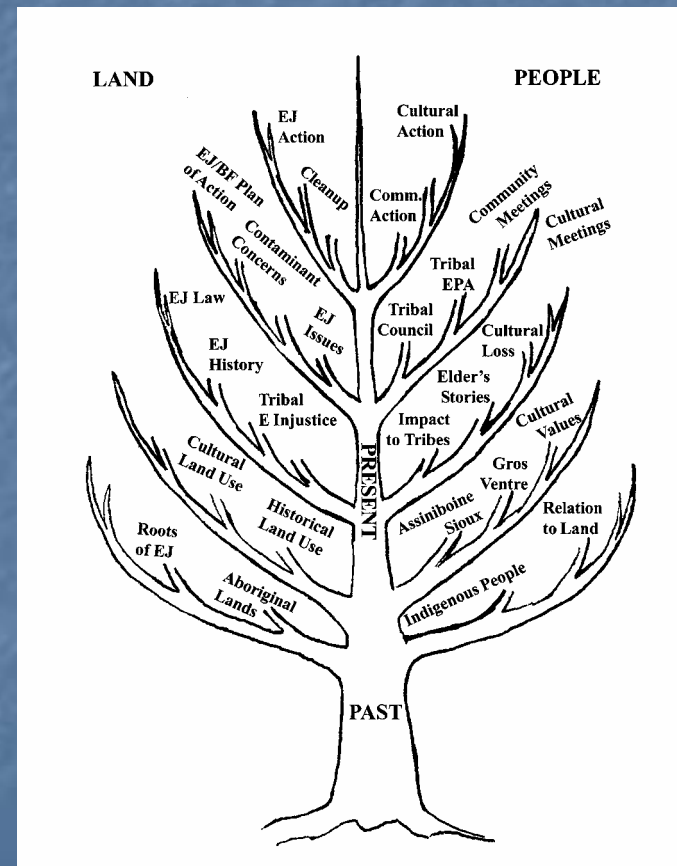 LAND
PEOPLE
EJ
Action
Cultural
Action
EJ/BF Plan
of Action
Cleanup
Comm.
Action
Community
Meetings
Cultural
Meetings
Contaminant
Concerns
Tribal
EPA
EJ Law
EJ
Issues
Tribal
Council
Cultural
Loss
EJ
History
Elder's
Stories
Tribal
E Injustice
Impact
to Tribes
Cultural
Values
Cultural
Land Use
PRESENT
Gros
Ventre
Historical
Land Use
Assiniboine
Sioux
Relation
to Land
Roots
of EJ
Aboriginal
Lands
Indigenous People
PAST